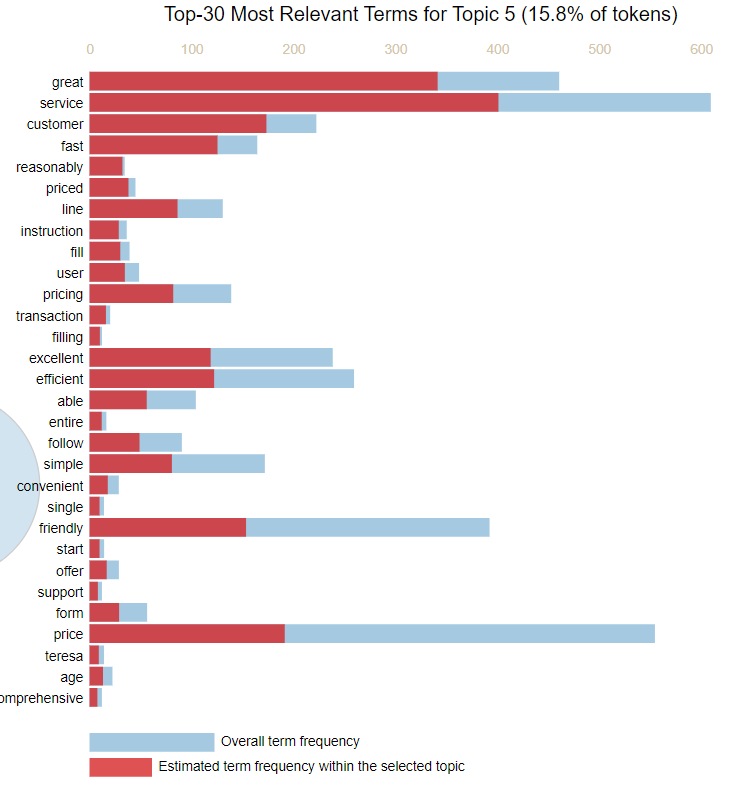 Top-30 Most Relevant Terms for Topic 5 (15.8% of tokens)
0 100 200 300 400 500 600
great
service
customer
fast
reasonably
priced
line
instruction
fill
user
pricing
transaction
filling
excellent
efficient
able
entire
follow
simple
convenient
single
friendly
start
offer
support
form
price
teresa
age
omprehensive
Overall term frequency
Estimated term frequency within the selected topic